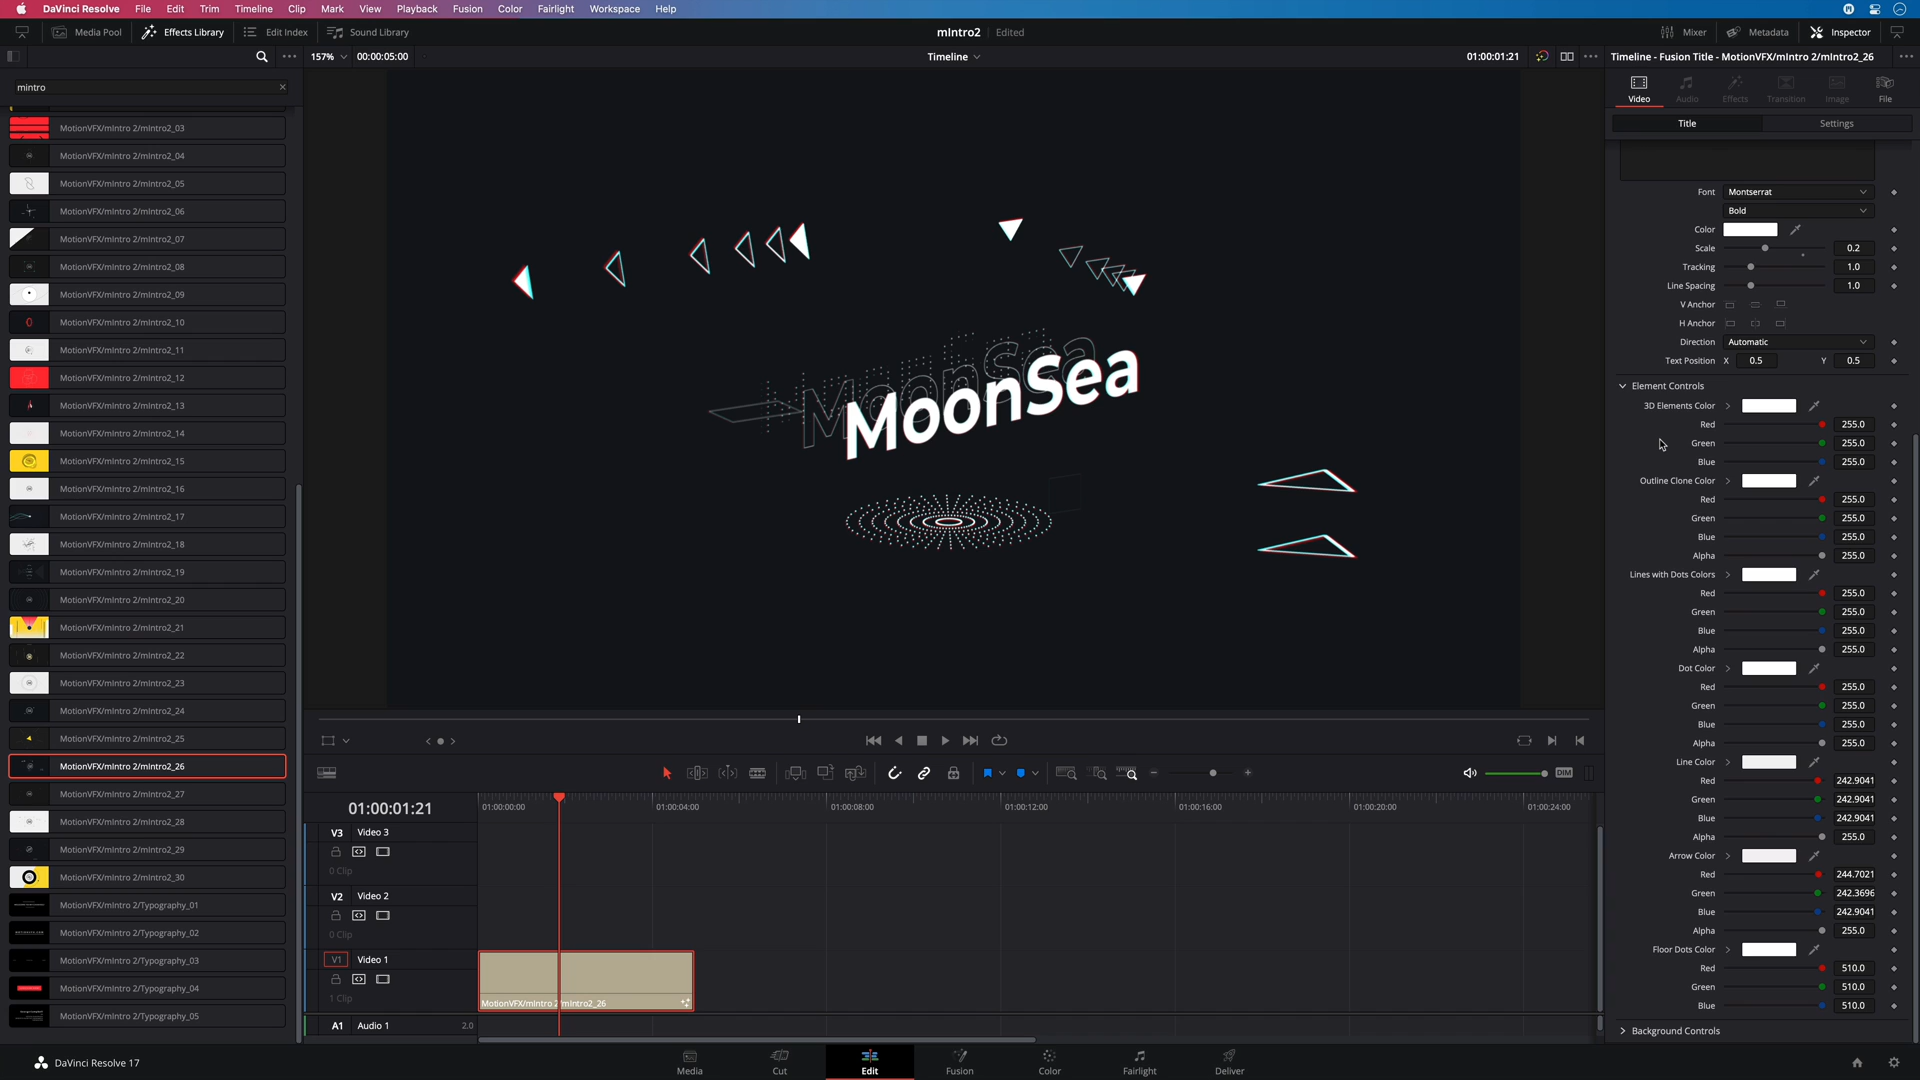 DaVinci Resolve File Edit Trim Timeline Clip Mark View Playback Fusion Color Fairlight Workspace Help
Media Pool Effects Library Edit Index Sound Library
mIntro2 Edited
Mixer Metadata Inspector
157% 00:00:05:00
Timeline
01:00:01:21
Timeline - Fusion Title - MotionVFX/mIntro 2/mIntro2_26
mintro
MotionVFX/mIntro 2/mIntro2_03
MotionVFX/mIntro 2/mIntro2_04
MotionVFX/mIntro 2/mIntro2_05
MotionVFX/mIntro 2/mIntro2_06
MotionVFX/mIntro 2/mIntro2_07
MotionVFX/mIntro 2/mIntro2_08
MotionVFX/mIntro 2/mIntro2_09
MotionVFX/mIntro 2/mIntro2_10
MotionVFX/mIntro 2/mIntro2_11
MotionVFX/mIntro 2/mIntro2_12
MotionVFX/mIntro 2/mIntro2_13
MotionVFX/mIntro 2/mIntro2_14
MotionVFX/mIntro 2/mIntro2_15
MotionVFX/mIntro 2/mIntro2_16
MotionVFX/mIntro 2/mIntro2_17
MotionVFX/mIntro 2/mIntro2_18
MotionVFX/mIntro 2/mIntro2_19
MotionVFX/mIntro 2/mIntro2_20
MotionVFX/mIntro 2/mIntro2_21
MotionVFX/mIntro 2/mIntro2_22
MotionVFX/mIntro 2/mIntro2_23
MotionVFX/mIntro 2/mIntro2_24
MotionVFX/mIntro 2/mIntro2_25
MotionVFX/mIntro 2/mIntro2_26
MotionVFX/mIntro 2/mIntro2_27
MotionVFX/mIntro 2/mIntro2_28
MotionVFX/mIntro 2/mIntro2_29
MotionVFX/mIntro 2/mIntro2_30
MotionVFX/mIntro 2/Typography_01
MotionVFX/mIntro 2/Typography_02
MotionVFX/mIntro 2/Typography_03
MotionVFX/mIntro 2/Typography_04
MotionVFX/mIntro 2/Typography_05
MoonSea
MoonSea
DIM
01:00:01:21
01:00:00:00 01:00:04:00 01:00:08:00 01:00:12:00 01:00:16:00 01:00:20:00 01:00:24:00
V3 Video 3
0 Clip
V2 Video 2
0 Clip
V1 Video 1
1 Clip
MotionVFX/mIntro 2/mIntro2_26
A1 Audio 1 2.0
Video Audio Effects Transition Image File
Title Settings
Font Montserrat
Bold
Color
Scale 0.2
Tracking 1.0
Line Spacing 1.0
V Anchor
H Anchor
Direction Automatic
Text Position X 0.5 Y 0.5
Element Controls
3D Elements Color
Red 255.0
Green 255.0
Blue 255.0
Outline Clone Color
Red 255.0
Green 255.0
Blue 255.0
Alpha 255.0
Lines with Dots Colors
Red 255.0
Green 255.0
Blue 255.0
Alpha 255.0
Dot Color
Red 255.0
Green 255.0
Blue 255.0
Alpha 255.0
Line Color
Red 242.9041
Green 242.9041
Blue 242.9041
Alpha 255.0
Arrow Color
Red 244.7021
Green 242.3696
Blue 242.9041
Alpha 255.0
Floor Dots Color
Red 510.0
Green 510.0
Blue 510.0
Background Controls
DaVinci Resolve 17
Media Cut Edit Fusion Color Fairlight Deliver